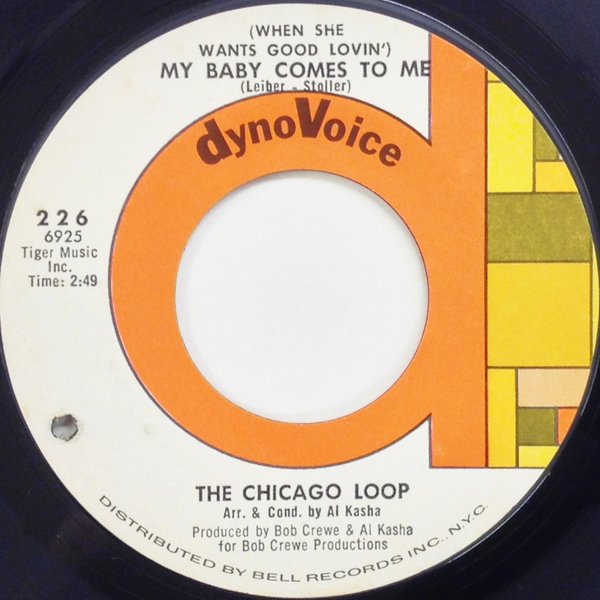 (WHEN SHE
WANTS GOOD LOVIN')
MY BABY COMES TO ME
(Leiber - Stoller)
dynoVoice
226
6925
Tiger Music
Inc.
Time: 2:49
THE CHICAGO LOOP
Arr. & Cond. by Al Kasha
Produced by Bob Crewe & Al Kasha
for Bob Crewe Productions
DISTRIBUTED BY BELL RECORDS INC., N.Y.C.